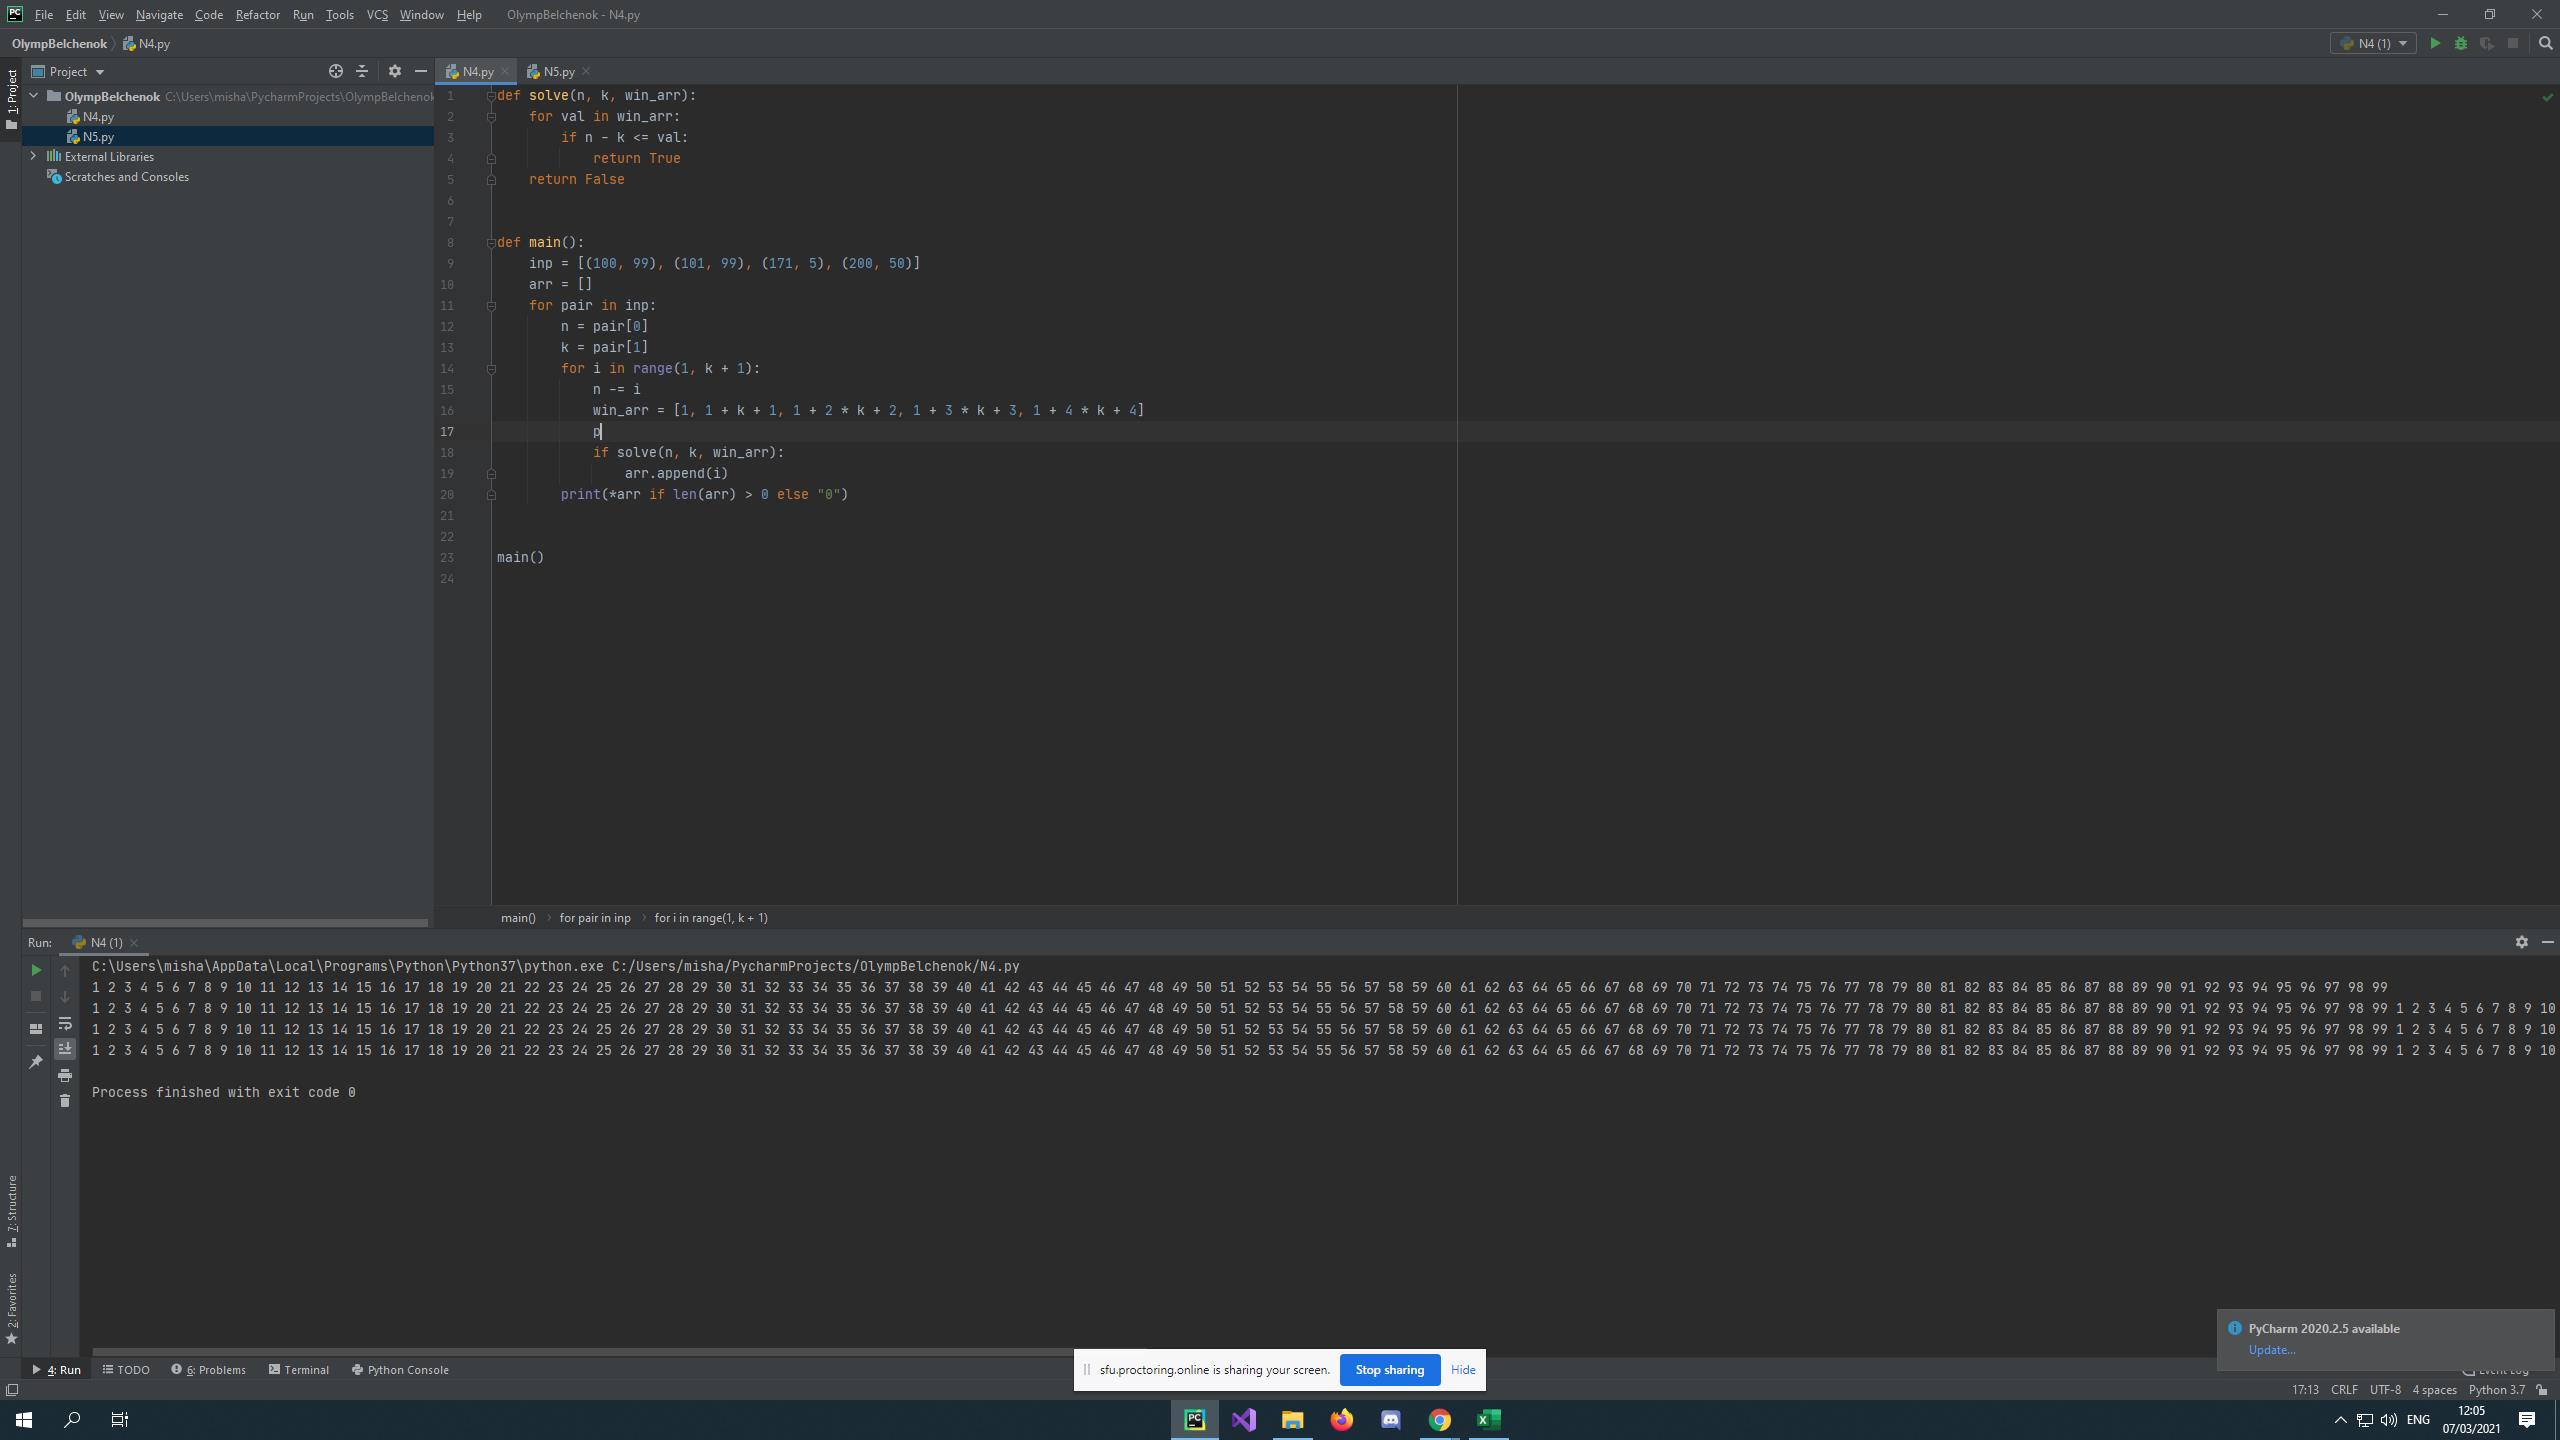 PC File Edit View Navigate Code Refactor Run Tools VCS Window Help OlympBelchenok - N4.py
OlympBelchenok N4.py N4 (1)
Project N4.py N5.py
1: Project
OlympBelchenok C:\Users\misha\PycharmProjects\OlympBelchenok
N4.py
N5.py
External Libraries
Scratches and Consoles
1 def solve(n, k, win_arr):
2 for val in win_arr:
3 if n - k <= val:
4 return True
5 return False
6
7
8 def main():
9 inp = [(100, 99), (101, 99), (171, 5), (200, 50)]
10 arr = []
11 for pair in inp:
12 n = pair[0]
13 k = pair[1]
14 for i in range(1, k + 1):
15 n -= i
16 win_arr = [1, 1 + k + 1, 1 + 2 * k + 2, 1 + 3 * k + 3, 1 + 4 * k + 4]
17 p
18 if solve(n, k, win_arr):
19 arr.append(i)
20 print(*arr if len(arr) > 0 else "0")
21
22
23 main()
24
main() for pair in inp for i in range(1, k + 1)
Run: N4 (1)
C:\Users\misha\AppData\Local\Programs\Python\Python37\python.exe C:/Users/misha/PycharmProjects/OlympBelchenok/N4.py
1 2 3 4 5 6 7 8 9 10 11 12 13 14 15 16 17 18 19 20 21 22 23 24 25 26 27 28 29 30 31 32 33 34 35 36 37 38 39 40 41 42 43 44 45 46 47 48 49 50 51 52 53 54 55 56 57 58 59 60 61 62 63 64 65 66 67 68 69 70 71 72 73 74 75 76 77 78 79 80 81 82 83 84 85 86 87 88 89 90 91 92 93 94 95 96 97 98 99
1 2 3 4 5 6 7 8 9 10 11 12 13 14 15 16 17 18 19 20 21 22 23 24 25 26 27 28 29 30 31 32 33 34 35 36 37 38 39 40 41 42 43 44 45 46 47 48 49 50 51 52 53 54 55 56 57 58 59 60 61 62 63 64 65 66 67 68 69 70 71 72 73 74 75 76 77 78 79 80 81 82 83 84 85 86 87 88 89 90 91 92 93 94 95 96 97 98 99 1 2 3 4 5 6 7 8 9 10
1 2 3 4 5 6 7 8 9 10 11 12 13 14 15 16 17 18 19 20 21 22 23 24 25 26 27 28 29 30 31 32 33 34 35 36 37 38 39 40 41 42 43 44 45 46 47 48 49 50 51 52 53 54 55 56 57 58 59 60 61 62 63 64 65 66 67 68 69 70 71 72 73 74 75 76 77 78 79 80 81 82 83 84 85 86 87 88 89 90 91 92 93 94 95 96 97 98 99 1 2 3 4 5 6 7 8 9 10
1 2 3 4 5 6 7 8 9 10 11 12 13 14 15 16 17 18 19 20 21 22 23 24 25 26 27 28 29 30 31 32 33 34 35 36 37 38 39 40 41 42 43 44 45 46 47 48 49 50 51 52 53 54 55 56 57 58 59 60 61 62 63 64 65 66 67 68 69 70 71 72 73 74 75 76 77 78 79 80 81 82 83 84 85 86 87 88 89 90 91 92 93 94 95 96 97 98 99 1 2 3 4 5 6 7 8 9 10
Process finished with exit code 0
7: Structure
2: Favorites
PyCharm 2020.2.5 available
Update...
4: Run TODO 6: Problems Terminal Python Console Event Log
sfu.proctoring.online is sharing your screen. Stop sharing Hide
17:13 CRLF UTF-8 4 spaces Python 3.7
PC ENG 12:05
07/03/2021